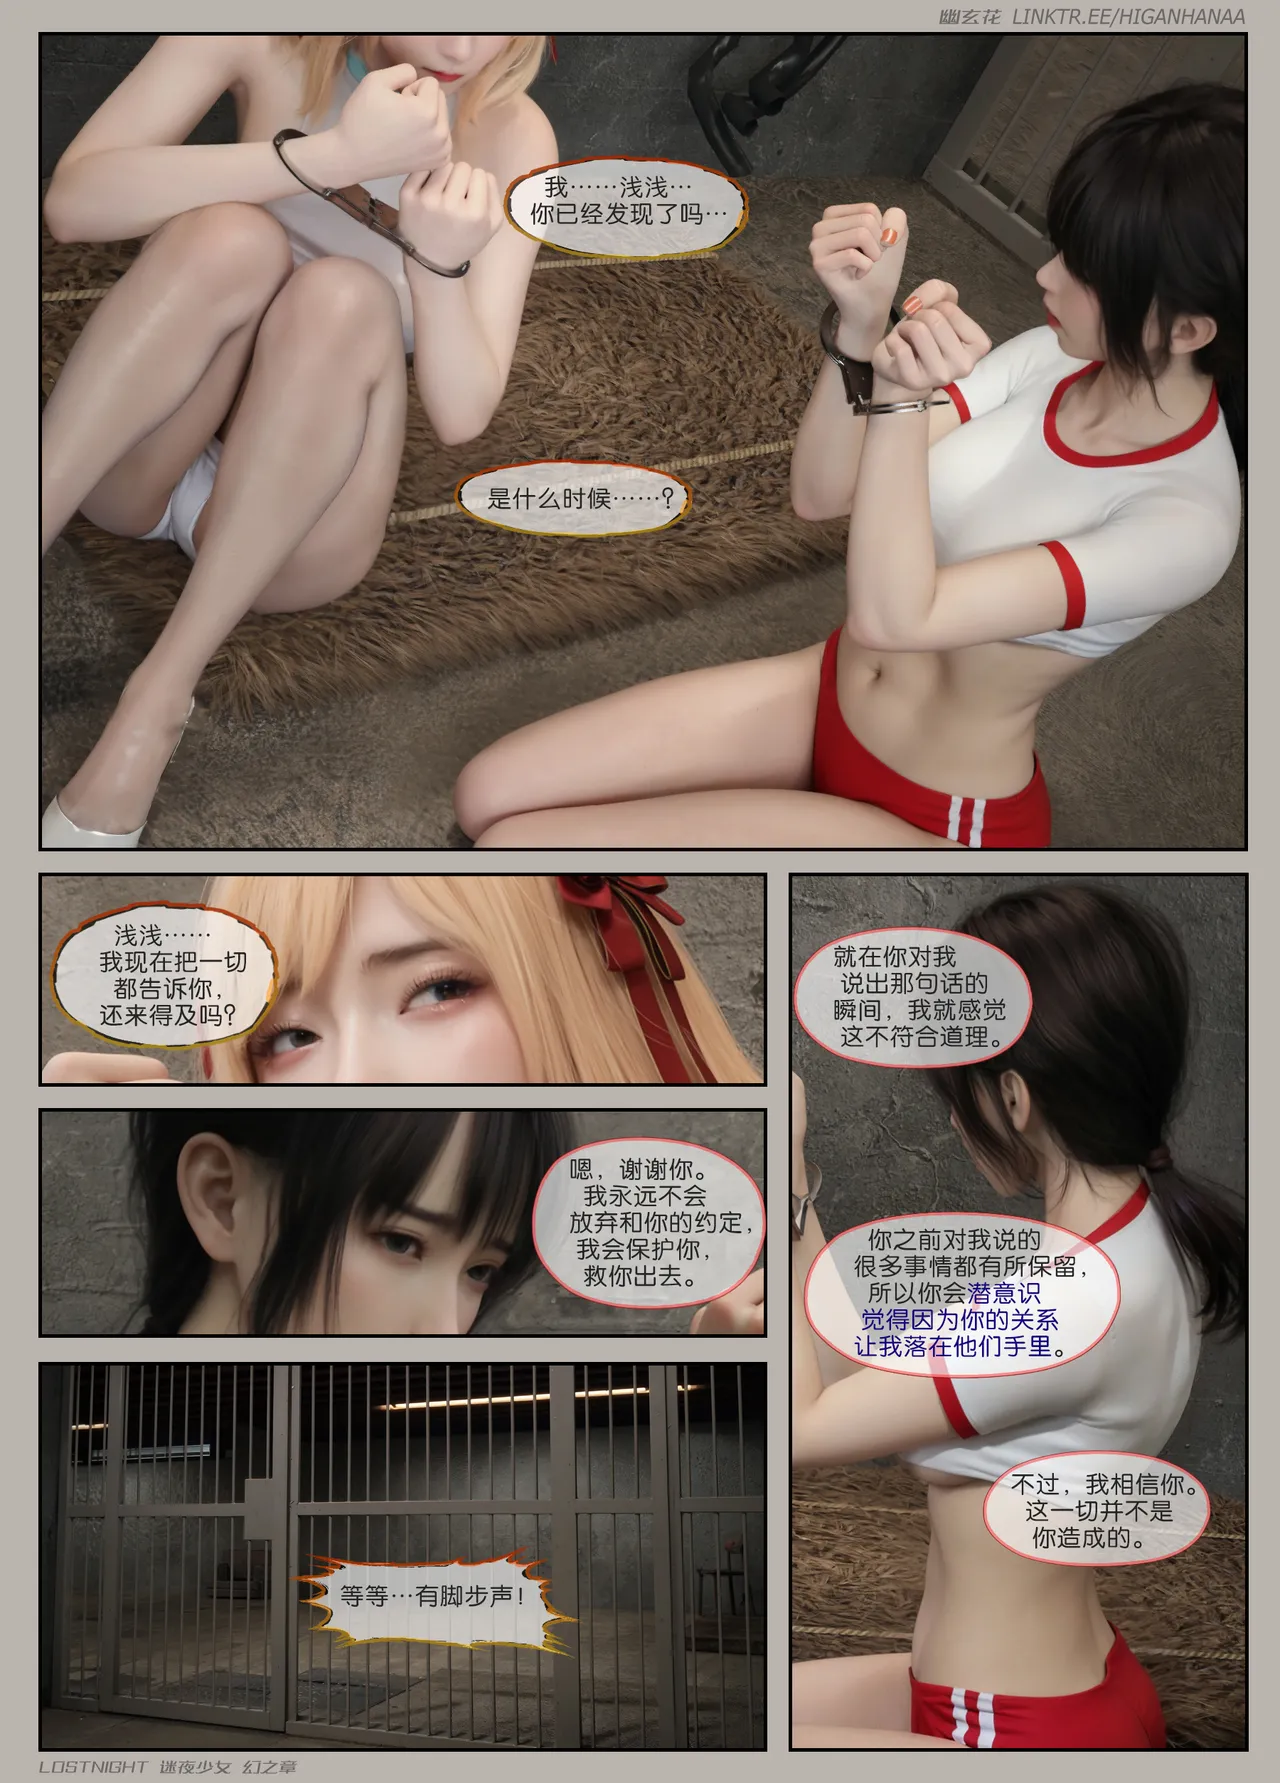 幽玄花 LINKTR.EE/HIGANHANAA
我……浅浅…
你已经发现了吗…
是什么时候……？
浅浅……
我现在把一切
都告诉你，
还来得及吗？
嗯，谢谢你。
我永远不会
放弃和你的约定，
我会保护你，
救你出去。
等等…有脚步声！
就在你对我
说出那句话的
瞬间，我就感觉
这不符合道理。
你之前对我说的
很多事情都有所保留，
所以你会潜意识
觉得因为你的关系
让我落在他们手里。
不过，我相信你。
这一切并不是
你造成的。
LOSTNIGHT 迷夜少女 幻之章